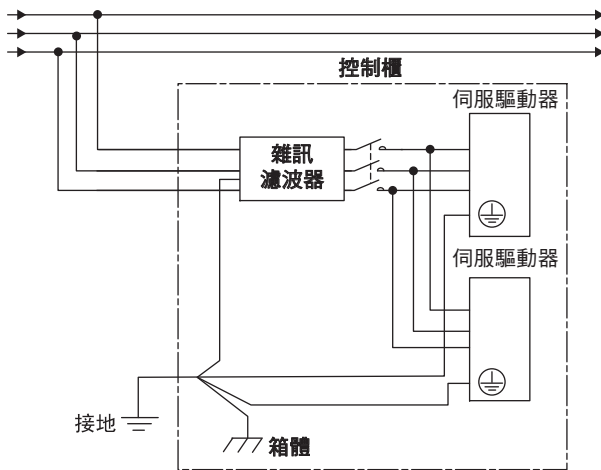 控制櫃
伺服驅動器
雜訊
濾波器
伺服驅動器
接地
箱體